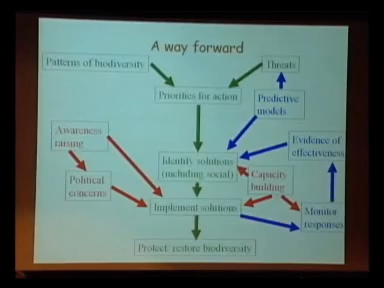 A way forward
Patterns of biodiversity
Threats
Priorities for action
Predictive
models
Awareness
raising
Evidence of
effectiveness
Identify solutions
(including social)
Capacity
building
Political
concerns
Implement solutions
Monitor
responses
Protect/ restore biodiversity